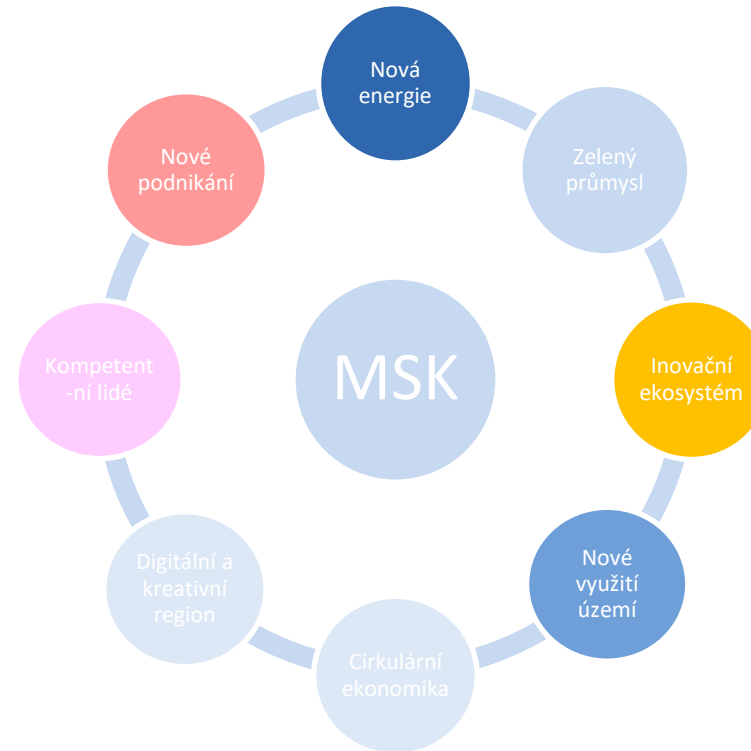 Nová
energie
Zelený
průmysl
Inovační
ekosystém
Nové
využití
území
Cirkulární
ekonomika
Digitální a
kreativní
region
Kompetent
-ní lidé
Nové
podnikání
MSK